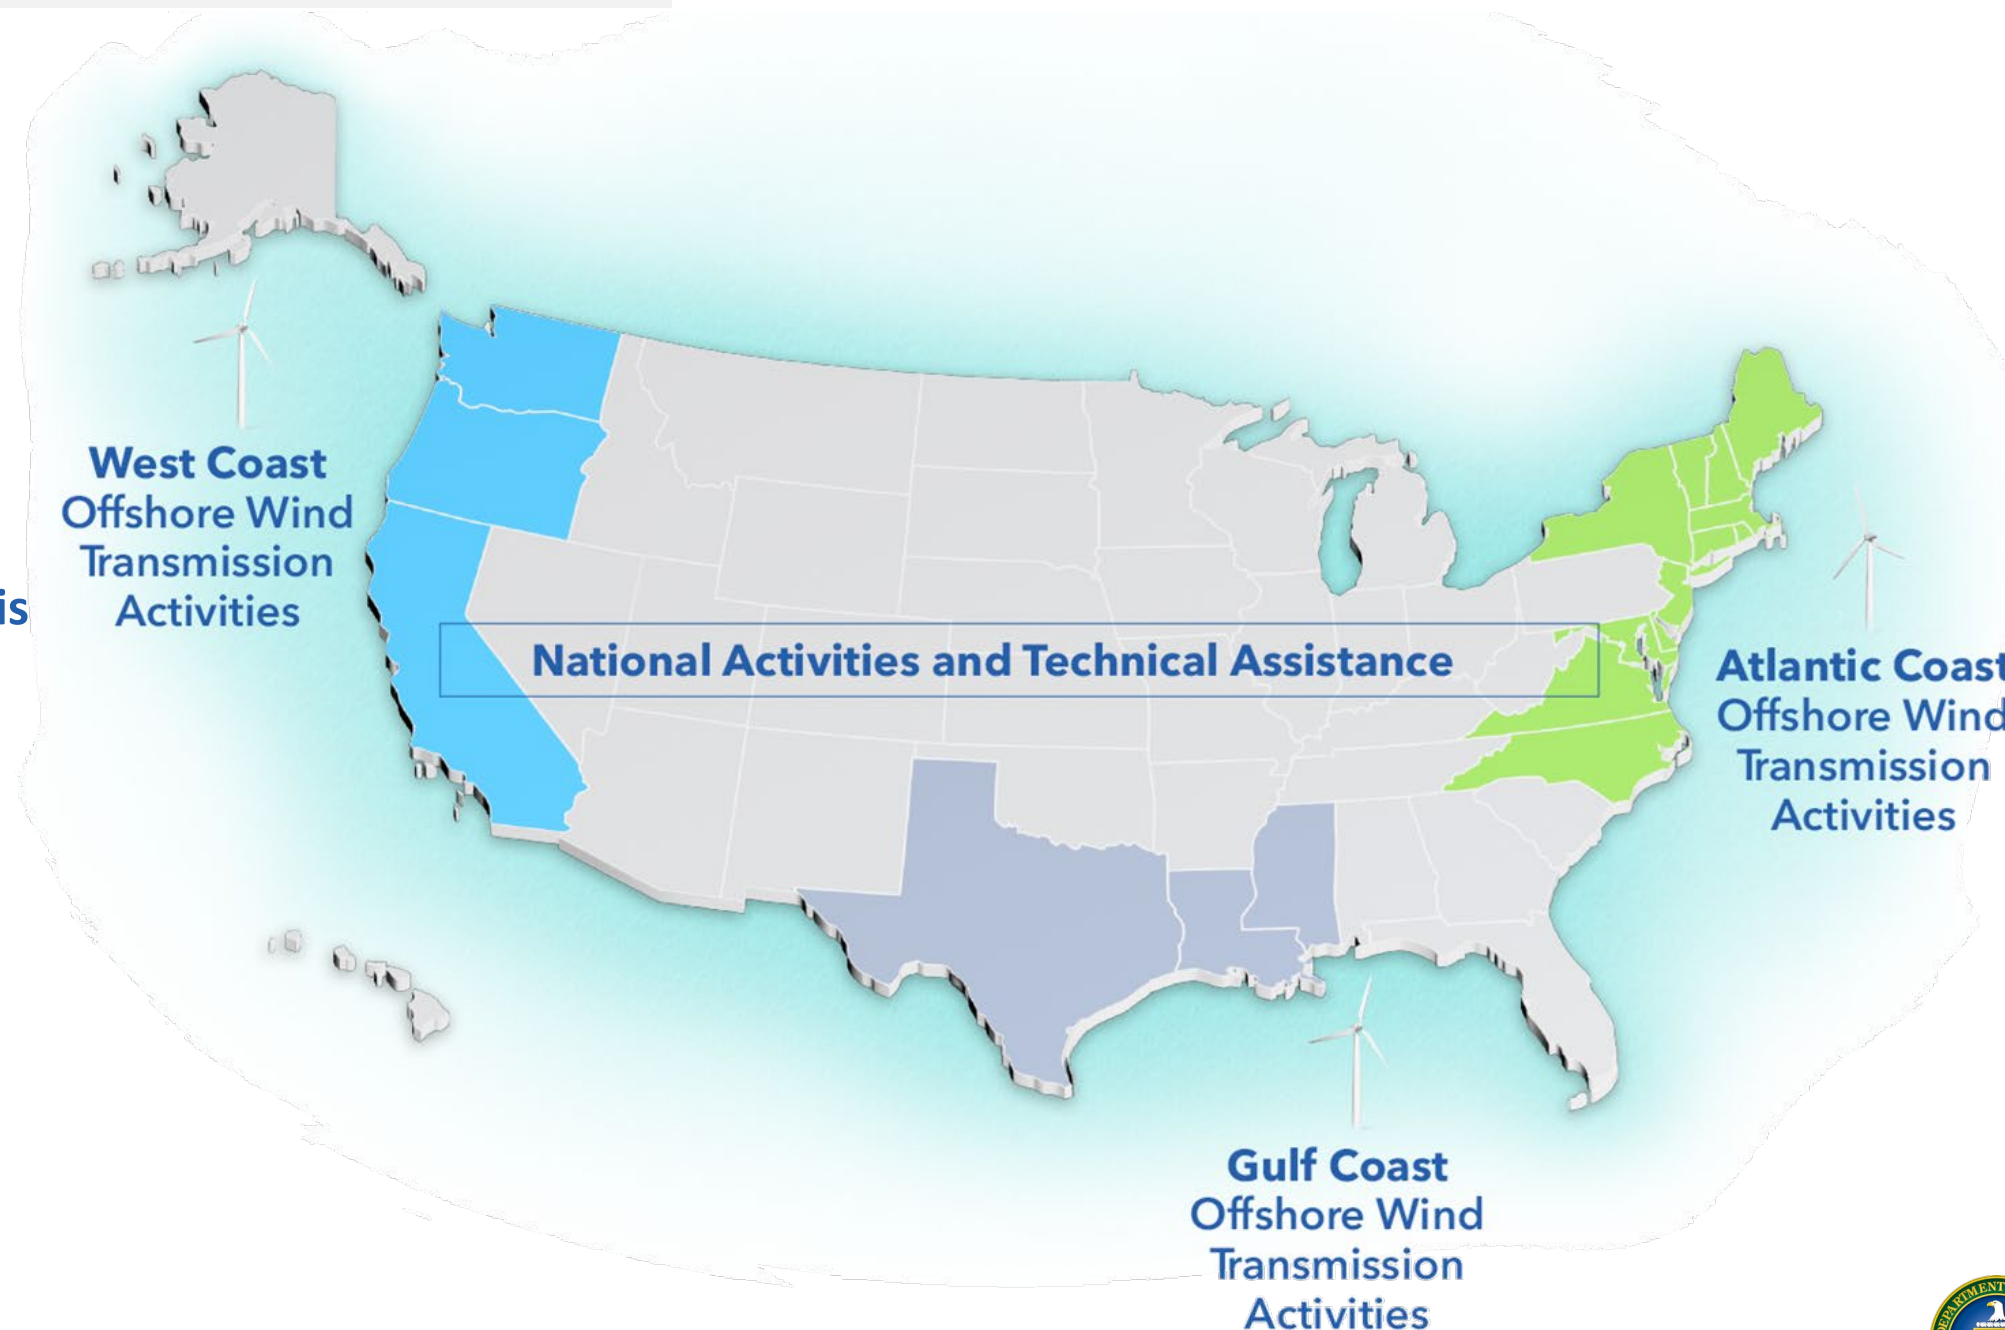 West Coast
Offshore Wind
Transmission
Activities
is
National Activities and Technical Assistance
Atlantic Coast
Offshore Wind
Transmission
Activities
Gulf Coast
Offshore Wind
Transmission
Activities